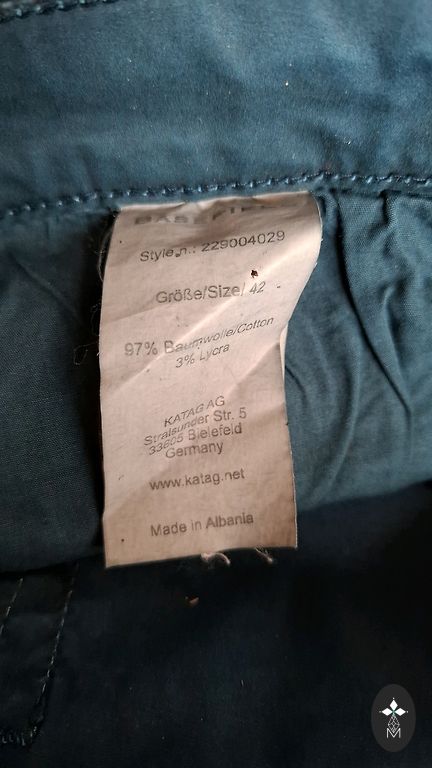 Style n.: 229004029
Größe/Size/ 42
97% Baumwolle/Cotton
3% Lycra
KATAG AG
Stralsunder Str. 5
33605 Bielefeld
Germany
www.katag.net
Made in Albania
M